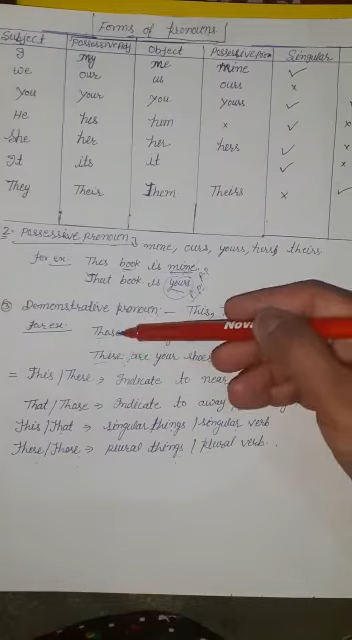 Forms of pronouns
Subject Possessive Adj Object Possessive Pron Singular
I my me mine ✓
We our us ours x
You your you yours ✓
He his him x ✓ x
She her her hers ✓ x
It its it ✓ x
They Their Them Theirs x ✓
2. Possessive pronoun; mine, ours, yours, hers, theirs
for ex. This book is mine.
That book is yours
③ Demonstrative pronoun - This,
for ex. Those
These are your shoes
= This/These → Indicate to near
That/Those → Indicate to away
This/That → singular things/singular verb
These/Those → plural things/plural verb.